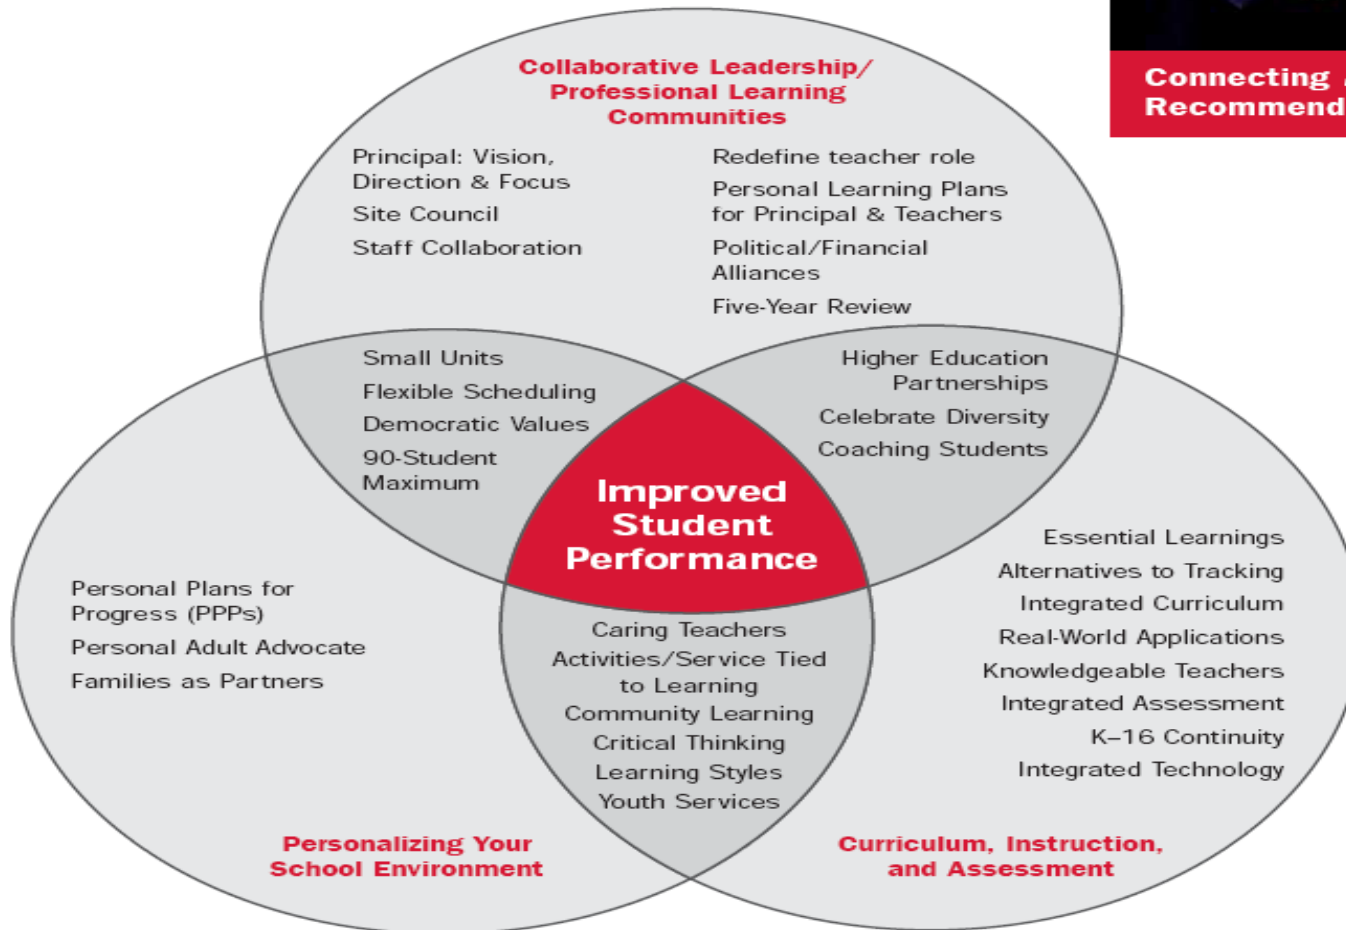 Connecting
Recommend
Collaborative Leadership/
Professional Learning
Communities
Principal: Vision,
Direction & Focus
Site Council
Staff Collaboration
Redefine teacher role
Personal Learning Plans
for Principal & Teachers
Political/Financial
Alliances
Five-Year Review
Small Units
Flexible Scheduling
Democratic Values
90-Student
Maximum
Higher Education
Partnerships
Celebrate Diversity
Coaching Students
Improved
Student
Performance
Personal Plans for
Progress (PPPs)
Personal Adult Advocate
Families as Partners
Caring Teachers
Activities/Service Tied
to Learning
Community Learning
Critical Thinking
Learning Styles
Youth Services
Essential Learnings
Alternatives to Tracking
Integrated Curriculum
Real-World Applications
Knowledgeable Teachers
Integrated Assessment
K–16 Continuity
Integrated Technology
Personalizing Your
School Environment
Curriculum, Instruction,
and Assessment